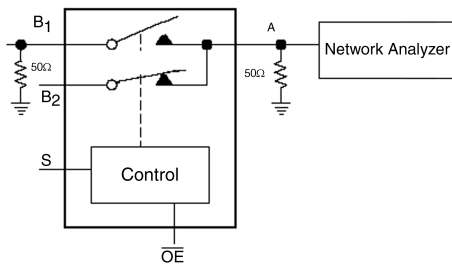 B1
A
50Ω
Network Analyzer
50Ω
B2
S
Control
OE